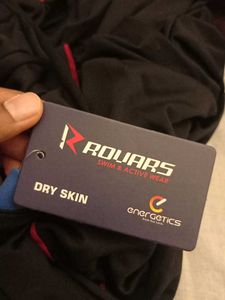 ROVARS
SWIM & ACTIVE WEAR
DRY SKIN
energetics